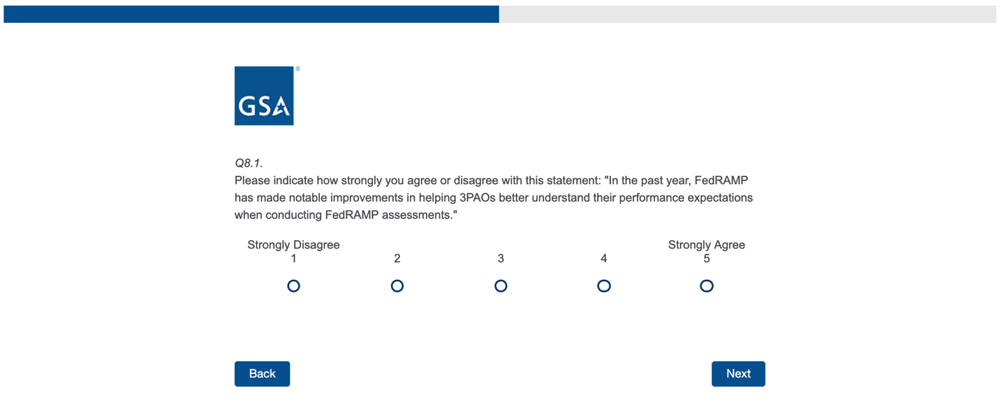 ®
GSA
Q8.1.
Please indicate how strongly you agree or disagree with this statement: "In the past year, FedRAMP
has made notable improvements in helping 3PAOs better understand their performance expectations
when conducting FedRAMP assessments."
Strongly Disagree Strongly Agree
1 2 3 4 5
Back Next